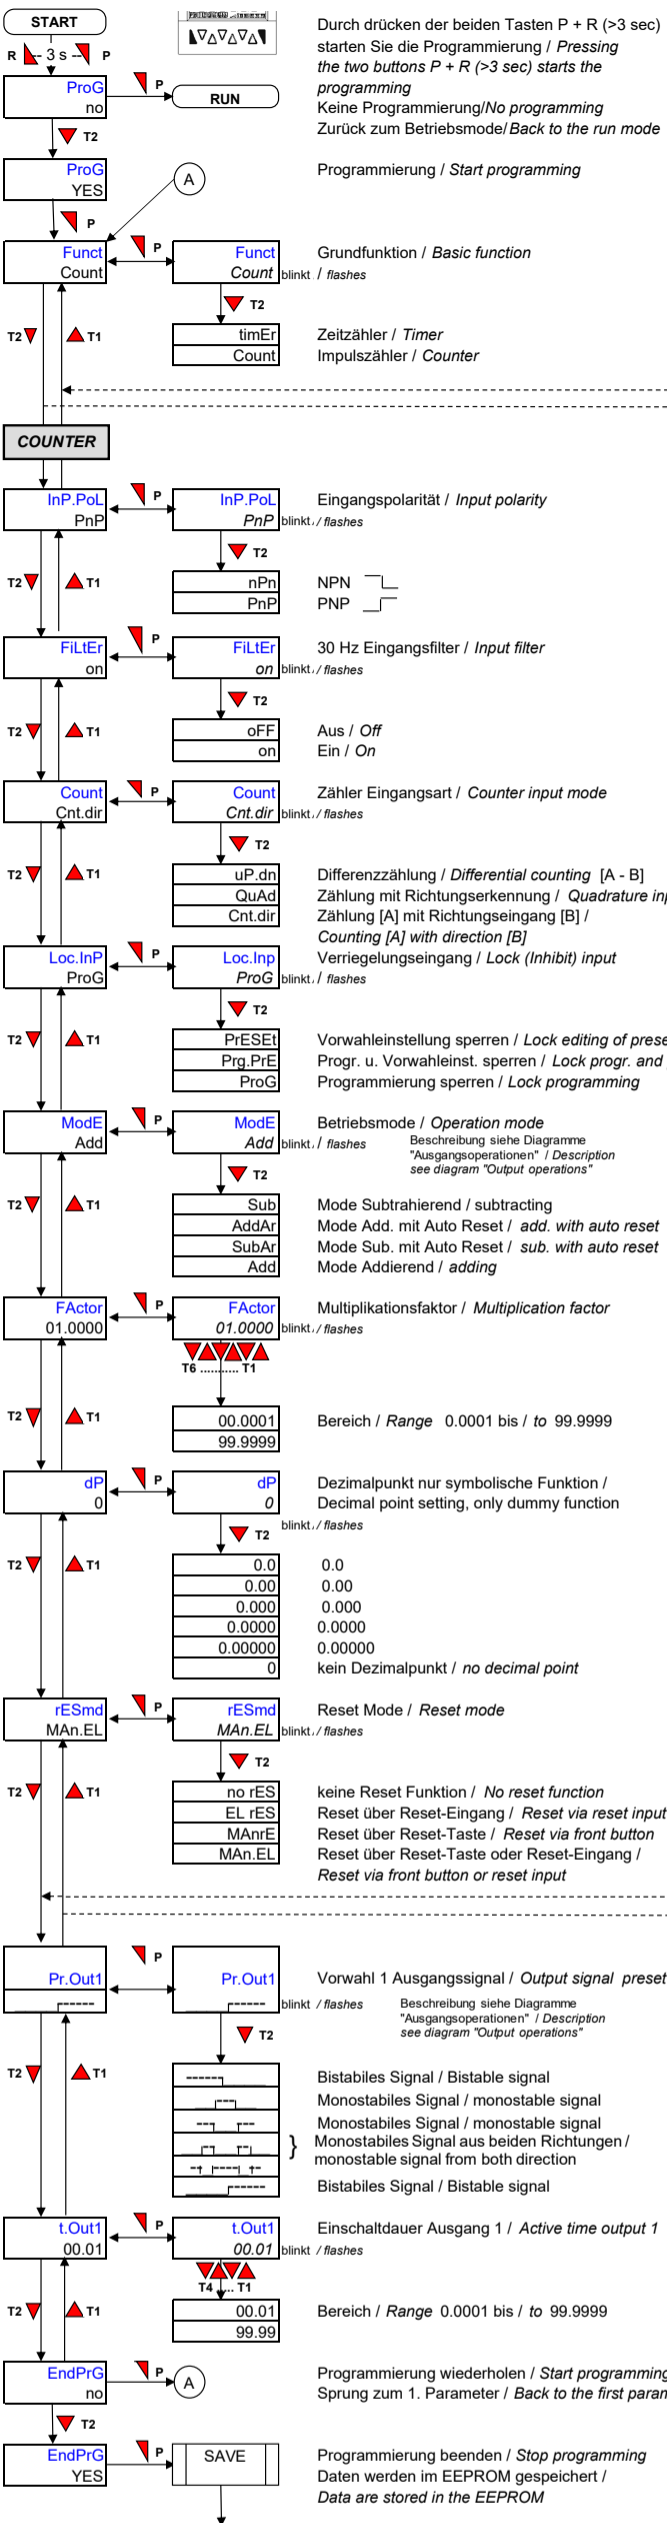 START
R 3 s P
Durch drücken der beiden Tasten P + R (>3 sec)
starten Sie die Programmierung / Pressing
the two buttons P + R (>3 sec) starts the
programming
ProG
no
P
RUN
Keine Programmierung/No programming
Zurück zum Betriebsmode/Back to the run mode
T2
ProG
YES
A
Programmierung / Start programming
P
Funct
Count
P
Funct
Count
blinkt / flashes
Grundfunktion / Basic function
T2
T2 T1
timEr
Zeitzähler / Timer
Count
Impulszähler / Counter
COUNTER
InP.PoL
PnP
P
InP.PoL
PnP
blinkt / flashes
Eingangspolarität / Input polarity
T2
T2 T1
nPn
NPN
PnP
PNP
FiLtEr
on
P
FiLtEr
on
blinkt / flashes
30 Hz Eingangsfilter / Input filter
T2
T2 T1
oFF
Aus / Off
on
Ein / On
Count
Cnt.dir
P
Count
Cnt.dir
blinkt / flashes
Zähler Eingangsart / Counter input mode
T2
T2 T1
uP.dn
Differenzzählung / Differential counting [A - B]
QuAd
Zählung mit Richtungserkennung / Quadrature inp
Cnt.dir
Zählung [A] mit Richtungseingang [B] /
Counting [A] with direction [B]
Loc.InP
ProG
P
Loc.Inp
ProG
blinkt / flashes
Verriegelungseingang / Lock (Inhibit) input
T2
T2 T1
PrESEt
Vorwahleinstellung sperren / Lock editing of prese
Prg.PrE
Progr. u. Vorwahleinst. sperren / Lock progr. and
ProG
Programmierung sperren / Lock programming
ModE
Add
P
ModE
Add
blinkt / flashes
Betriebsmode / Operation mode
Beschreibung siehe Diagramme
"Ausgangsoperationen" / Description
see diagram "Output operations"
T2
T2 T1
Sub
Mode Subtrahierend / subtracting
AddAr
Mode Add. mit Auto Reset / add. with auto reset
SubAr
Mode Sub. mit Auto Reset / sub. with auto reset
Add
Mode Addierend / adding
FActor
01.0000
P
FActor
01.0000
blinkt / flashes
Multiplikationsfaktor / Multiplication factor
T6 ........... T1
T2 T1
00.0001
99.9999
Bereich / Range 0.0001 bis / to 99.9999
dP
0
P
dP
0
blinkt / flashes
Dezimalpunkt nur symbolische Funktion /
Decimal point setting, only dummy function
T2
T2 T1
0.0
0.0
0.00
0.00
0.000
0.000
0.0000
0.0000
0.00000
0.00000
0
kein Dezimalpunkt / no decimal point
rESmd
MAn.EL
P
rESmd
MAn.EL
blinkt / flashes
Reset Mode / Reset mode
T2
T2 T1
no rES
keine Reset Funktion / No reset function
EL rES
Reset über Reset-Eingang / Reset via reset input
MAnrE
Reset über Reset-Taste / Reset via front button
MAn.EL
Reset über Reset-Taste oder Reset-Eingang /
Reset via front button or reset input
Pr.Out1
P
Pr.Out1
blinkt / flashes
Vorwahl 1 Ausgangssignal / Output signal preset
Beschreibung siehe Diagramme
"Ausgangsoperationen" / Description
see diagram "Output operations"
T2
T2 T1
Bistabiles Signal / Bistable signal
Monostabiles Signal / monostable signal
Monostabiles Signal / monostable signal
} Monostabiles Signal aus beiden Richtungen /
monostable signal from both direction
Bistabiles Signal / Bistable signal
t.Out1
00.01
P
t.Out1
00.01
blinkt / flashes
Einschaltdauer Ausgang 1 / Active time output 1
T4 .... T1
T2 T1
00.01
99.99
Bereich / Range 0.0001 bis / to 99.9999
EndPrG
no
P
A
Programmierung wiederholen / Start programming
Sprung zum 1. Parameter / Back to the first param
T2
EndPrG
YES
P
SAVE
Programmierung beenden / Stop programming
Daten werden im EEPROM gespeichert /
Data are stored in the EEPROM